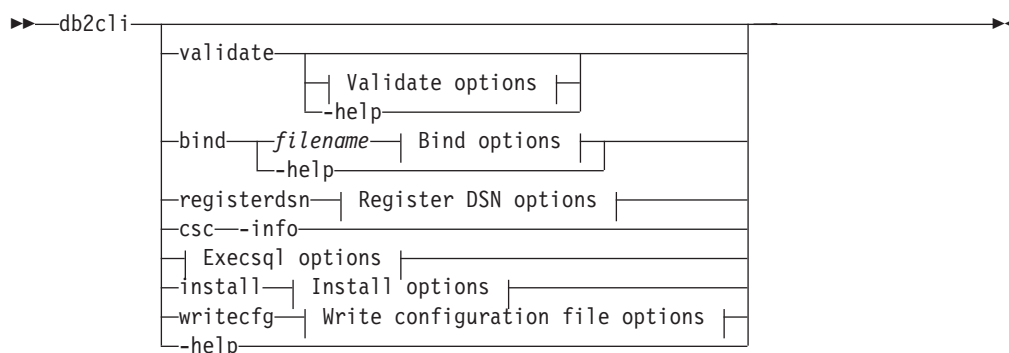 db2cli
validate
Validate options
-help
bind filename Bind options
-help
registerdsn Register DSN options
csc -info
Execsql options
install Install options
writecfg Write configuration file options
-help